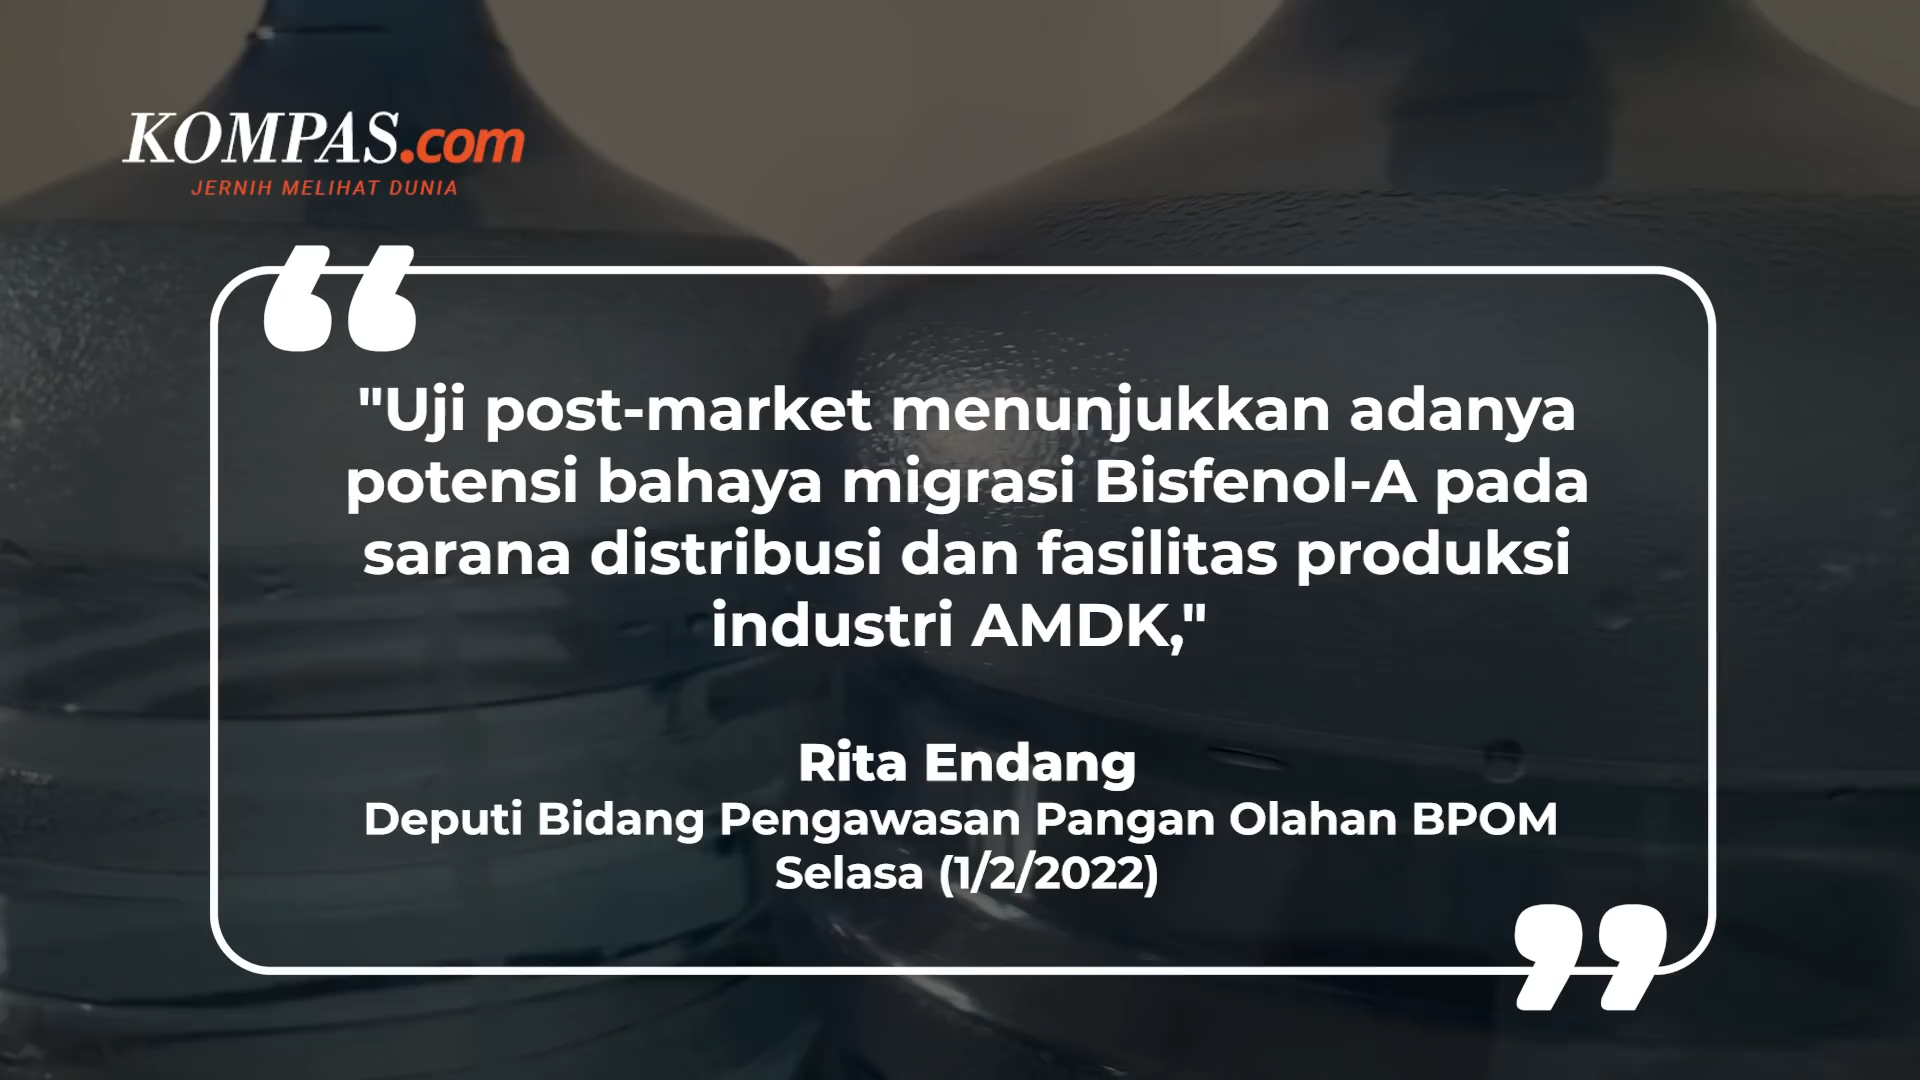 KOMPAS.com
JERNIH MELIHAT DUNIA
"Uji post-market menunjukkan adanya
potensi bahaya migrasi Bisfenol-A pada
sarana distribusi dan fasilitas produksi
industri AMDK,"
Rita Endang
Deputi Bidang Pengawasan Pangan Olahan BPOM
Selasa (1/2/2022)